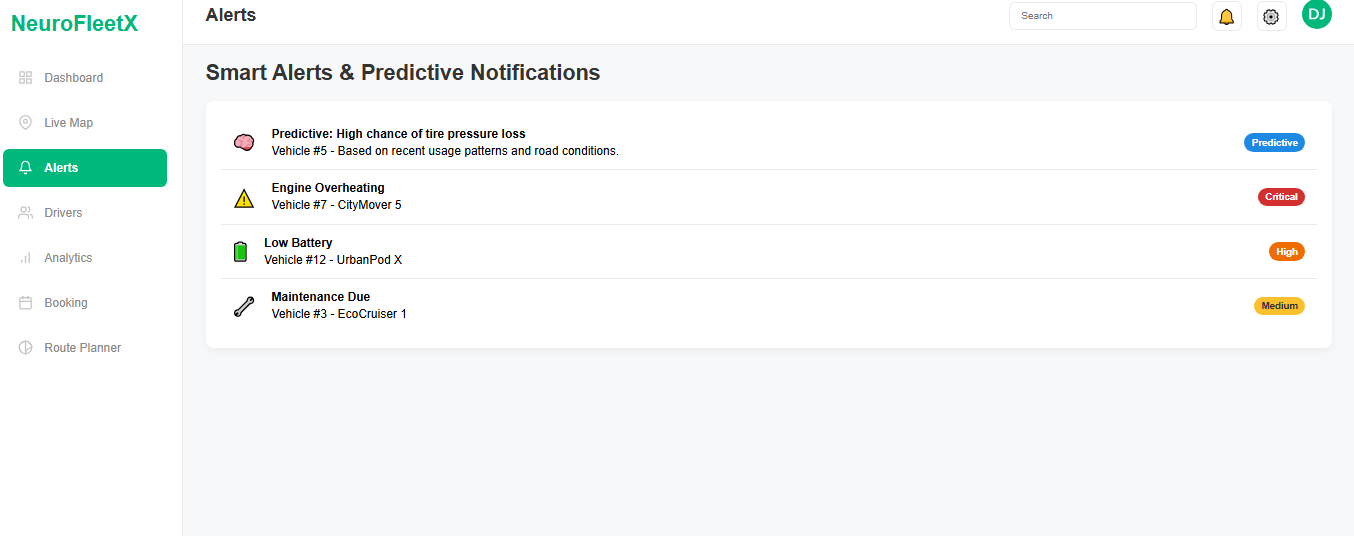 NeuroFleetX
Dashboard
Live Map
Alerts
Drivers
Analytics
Booking
Route Planner
Alerts
Search
DJ
Smart Alerts & Predictive Notifications
Predictive: High chance of tire pressure loss
Vehicle #5 - Based on recent usage patterns and road conditions.
Predictive
Engine Overheating
Vehicle #7 - CityMover 5
Critical
Low Battery
Vehicle #12 - UrbanPod X
High
Maintenance Due
Vehicle #3 - EcoCruiser 1
Medium